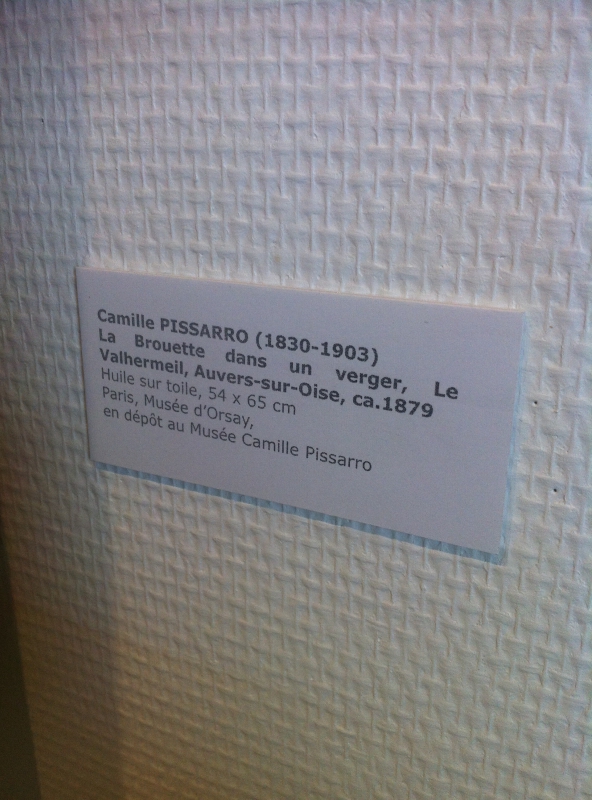 Camille PISSARRO (1830-1903)
La Brouette dans un verger, Le
Valhermeil, Auvers-sur-Oise, ca.1879
Huile sur toile, 54 x 65 cm
Paris, Musée d'Orsay,
en dépôt au Musée Camille Pissarro